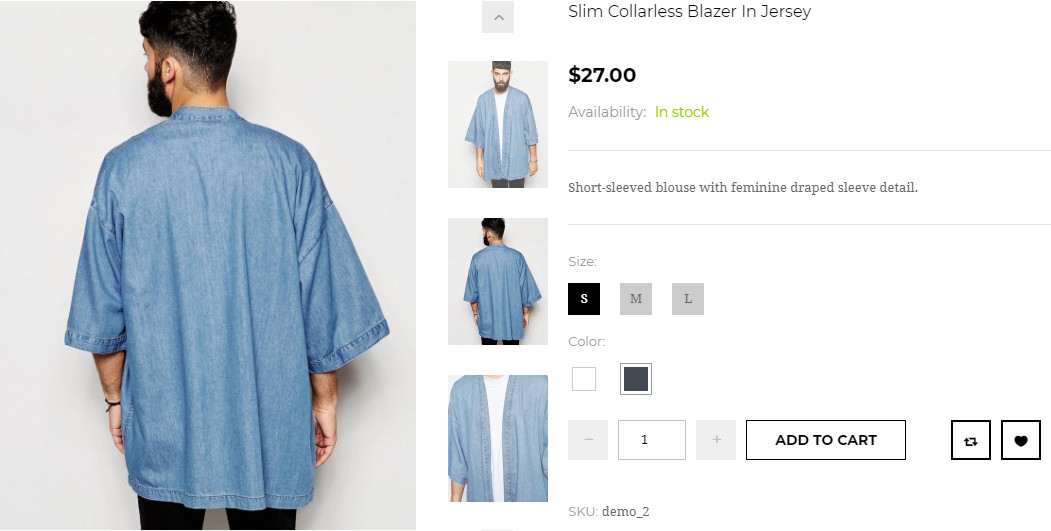 Slim Collarless Blazer In Jersey
$27.00
Availability: In stock
Short-sleeved blouse with feminine draped sleeve detail.
Size:
S M L
Color:
− 1 + ADD TO CART
SKU: demo_2